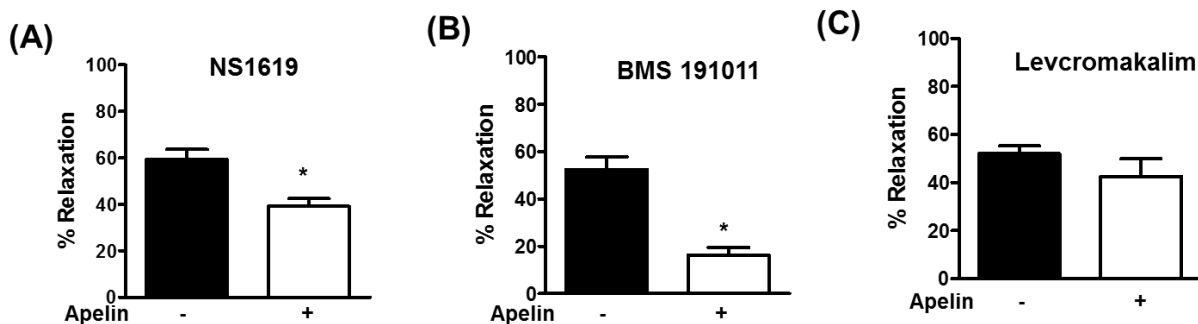 (A)
NS1619
% Relaxation
100
80
60
40
20
0
*
Apelin - +
(B)
BMS 191011
% Relaxation
100
80
60
40
20
0
*
Apelin - +
(C)
Levcromakalim
% Relaxation
100
80
60
40
20
0
Apelin - +